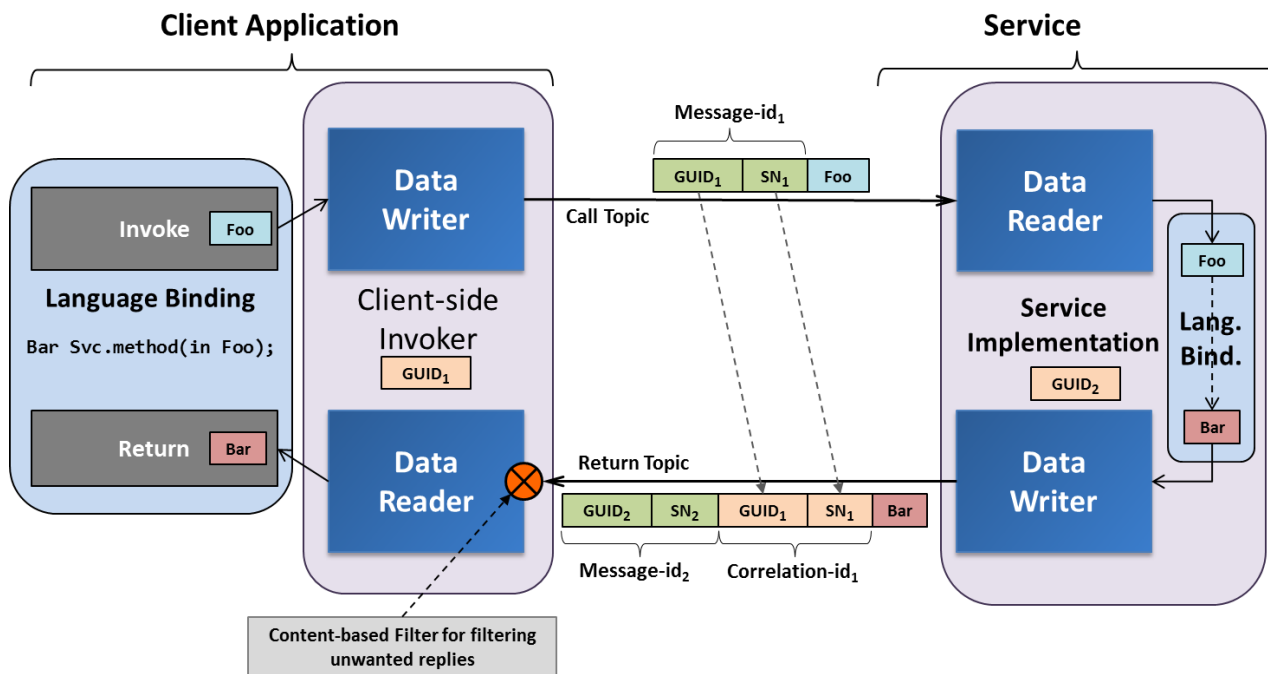 Client Application
Service
Message-id₁
GUID₁ SN₁ Foo
Data
Writer
Data
Reader
Invoke Foo
Call Topic
Foo
Language Binding
Bar Svc.method(in Foo);
Client-side
Invoker
GUID₁
Service
Implementation
GUID₂
Lang.
Bind.
Return Bar
Data
Reader
Return Topic
Data
Writer
Bar
GUID₂ SN₂ GUID₁ SN₁ Bar
Message-id₂ Correlation-id₁
Content-based Filter for filtering
unwanted replies